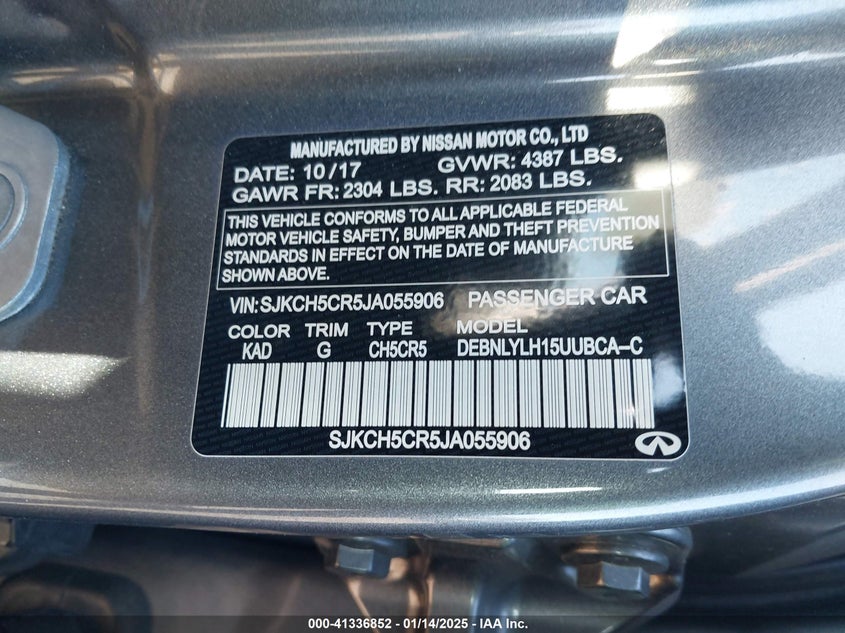 MANUFACTURED BY NISSAN MOTOR CO., LTD
DATE: 10/17 GVWR: 4387 LBS.
GAWR FR: 2304 LBS. RR: 2083 LBS.
THIS VEHICLE CONFORMS TO ALL APPLICABLE FEDERAL
MOTOR VEHICLE SAFETY, BUMPER AND THEFT PREVENTION
STANDARDS IN EFFECT ON THE DATE OF MANUFACTURE
SHOWN ABOVE.
VIN:SJKCH5CR5JA055906 PASSENGER CAR
COLOR TRIM TYPE MODEL
KAD G CH5CR5 DEBNLYLH15UUBCA-C
SJKCH5CR5JA055906
000-41336852 — 01/14/2025 — IAA Inc.